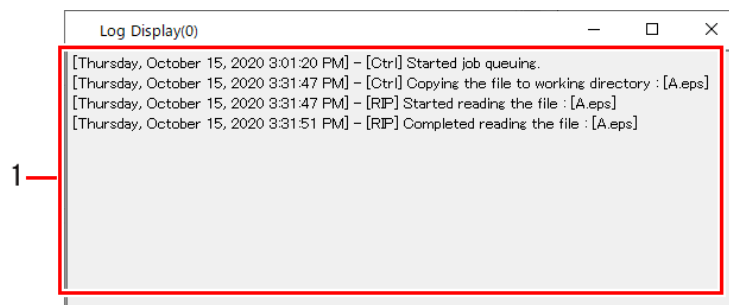 Log Display(0)
[Thursday, October 15, 2020 3:01:20 PM] - [Ctrl] Started job queuing.
[Thursday, October 15, 2020 3:31:47 PM] - [Ctrl] Copying the file to working directory : [A.eps]
[Thursday, October 15, 2020 3:31:47 PM] - [RIP] Started reading the file : [A.eps]
[Thursday, October 15, 2020 3:31:51 PM] - [RIP] Completed reading the file : [A.eps]
1